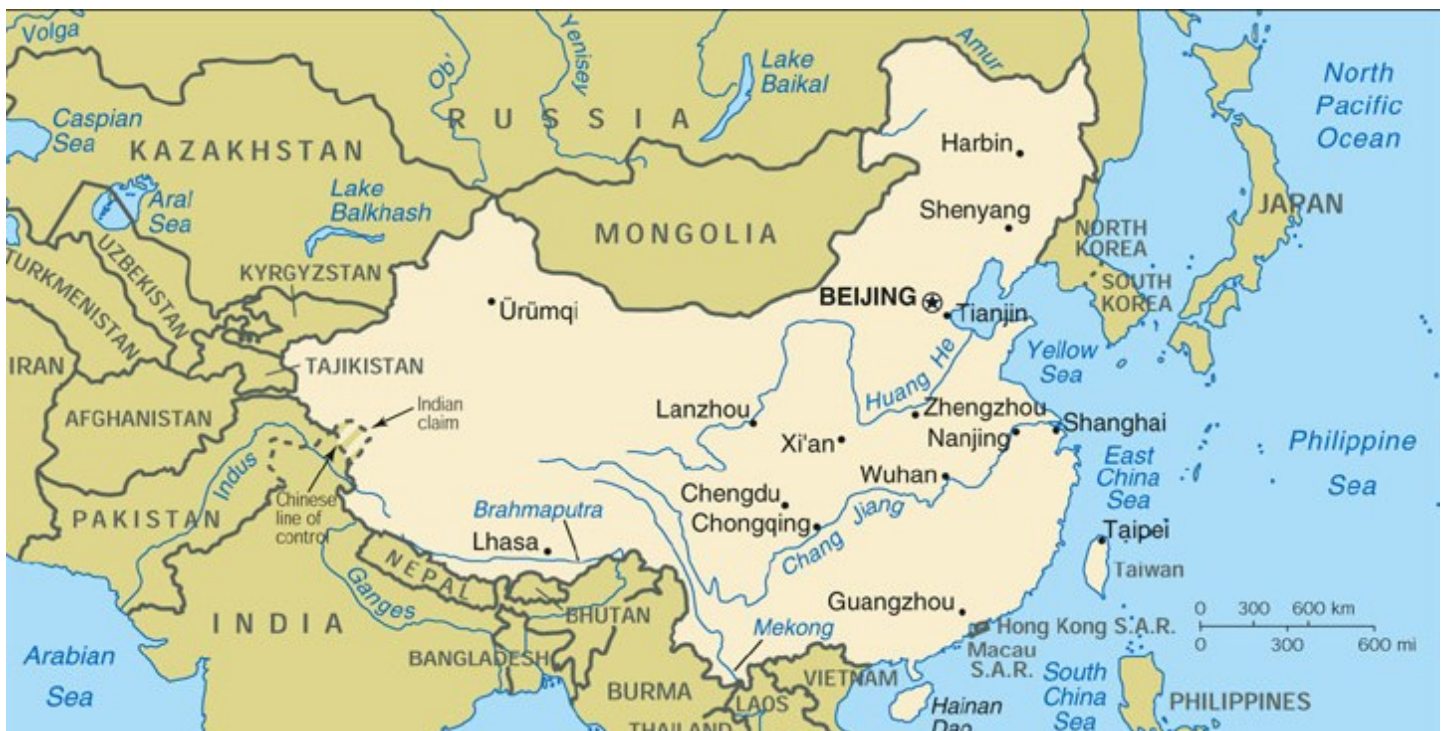 Volga
Ob'
Yenisey
Amur
Lake
Baikal
North
Pacific
Ocean
Caspian
Sea
RUSSIA
KAZAKHSTAN
Harbin
Aral
Sea
Lake
Balkhash
MONGOLIA
Shenyang
JAPAN
NORTH
KOREA
SOUTH
KOREA
UZBEKISTAN
TURKMENISTAN
KYRGYZSTAN
Ürümqi
BEIJING
Tianjin
IRAN
TAJIKISTAN
Yellow
Sea
Huang He
AFGHANISTAN
Indian
claim
Lanzhou
Zhengzhou
Xi'an
Nanjing
Shanghai
Philippine
Sea
Indus
Wuhan
East
China
Sea
PAKISTAN
Chinese
line of
control
Brahmaputra
Chengdu
Chongqing
Chang Jiang
Lhasa
Taipei
Taiwan
NEPAL
Ganges
BHUTAN
INDIA
Guangzhou
Hong Kong S.A.R.
Macau
S.A.R.
0 300 600 km
0 300 600 mi
Mekong
Arabian
Sea
BANGLADESH
BURMA
VIETNAM
LAOS
THAILAND
Hainan
Dao
South
China
Sea
PHILIPPINES